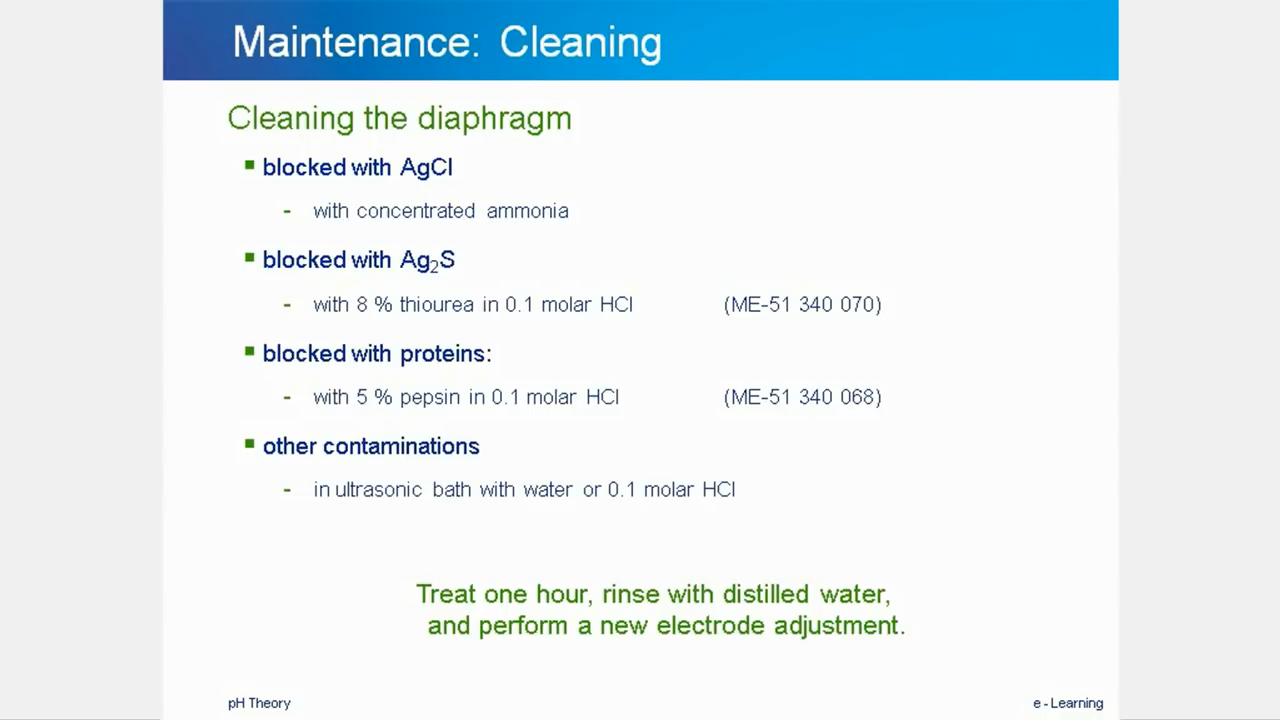 Maintenance: Cleaning
Cleaning the diaphragm
▪ blocked with AgCl
- with concentrated ammonia
▪ blocked with Ag₂S
- with 8 % thiourea in 0.1 molar HCl (ME-51 340 070)
▪ blocked with proteins:
- with 5 % pepsin in 0.1 molar HCl (ME-51 340 068)
▪ other contaminations
- in ultrasonic bath with water or 0.1 molar HCl
Treat one hour, rinse with distilled water,
and perform a new electrode adjustment.
pH Theory
e - Learning